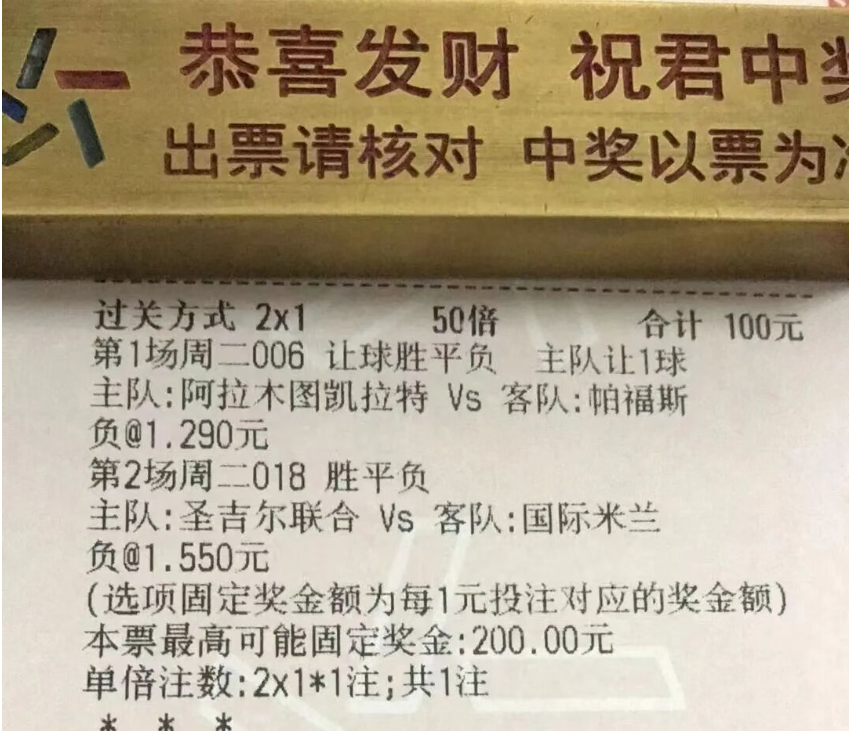 恭喜发财 祝君中奖
出票请核对 中奖以票为准
过关方式 2x1 50倍 合计 100元
第1场周二006 让球胜平负 主队让1球
主队:阿拉木图凯拉特 Vs 客队:帕福斯
负@1.290元
第2场周二018 胜平负
主队:圣吉尔联合 Vs 客队:国际米兰
负@1.550元
(选项固定奖金额为每1元投注对应的奖金额)
本票最高可能固定奖金:200.00元
单倍注数:2x1*1注;共1注
* * *